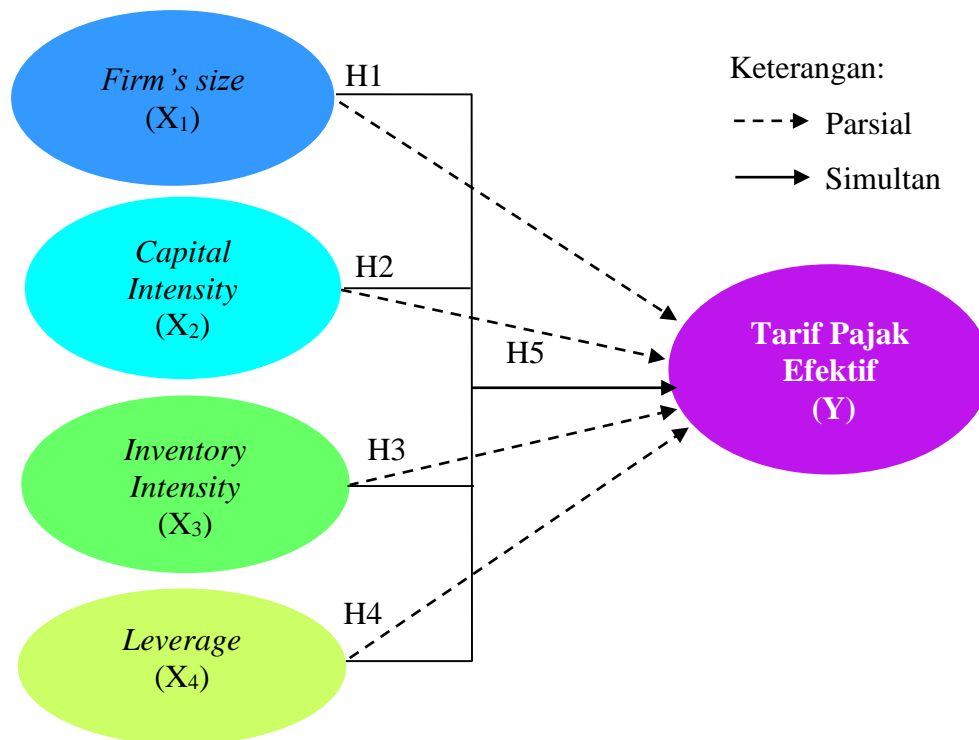 Firm’s size
(X₁)
H1
Keterangan:
Parsial
Simultan
Capital
Intensity
(X₂)
H2
H5
Tarif Pajak
Efektif
(Y)
Inventory
Intensity
(X₃)
H3
Leverage
(X₄)
H4